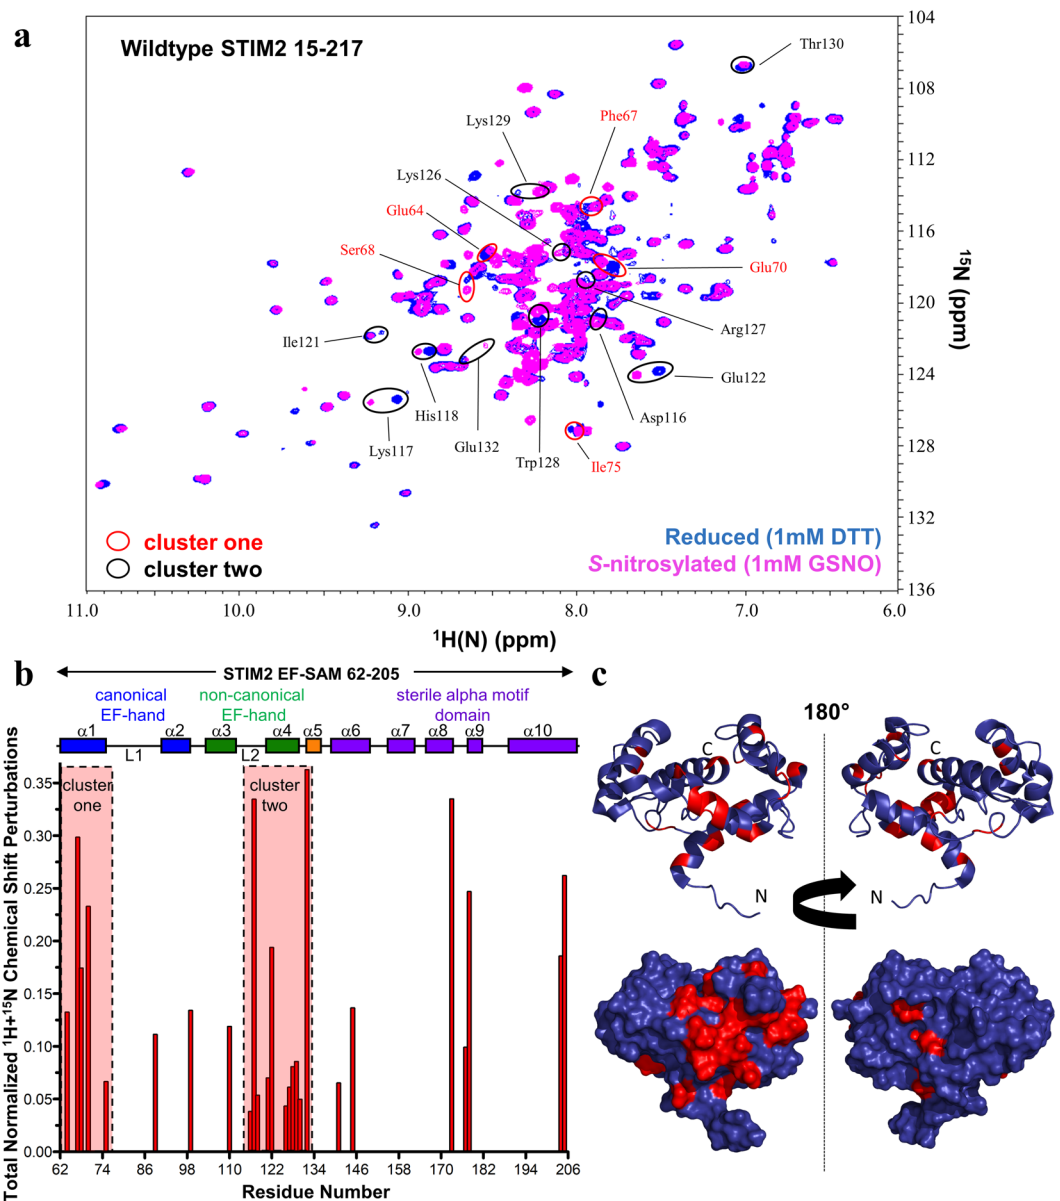 a
Wildtype STIM2 15-217
Thr130
Lys129
Phe67
Lys126
Glu64
Ser68
Glu70
Arg127
Ile121
Glu122
His118
Asp116
Lys117
Glu132
Trp128
Ile75
cluster one
cluster two
Reduced (1mM DTT)
S-nitrosylated (1mM GSNO)
104
108
112
116
120
124
128
132
136
15N (ppm)
11.0 10.0 9.0 8.0 7.0 6.0
1H(N) (ppm)
b
STIM2 EF-SAM 62-205
canonical EF-hand
non-canonical EF-hand
sterile alpha motif domain
α1 α2 α3 α4 α5 α6 α7 α8 α9 α10
L1 L2
cluster one
cluster two
Total Normalized 1H+15N Chemical Shift Perturbations
0.35
0.30
0.25
0.20
0.15
0.10
0.05
0.00
62 74 86 98 110 122 134 146 158 170 182 194 206
Residue Number
c
180°
C
C
N
N